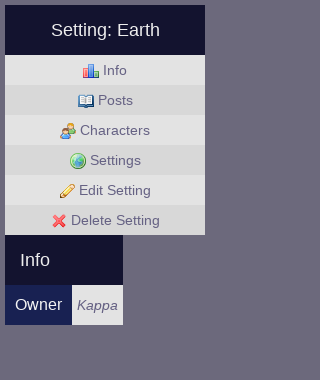 Setting: Earth
Info
Posts
Characters
Settings
Edit Setting
Delete Setting
Info
Owner Kappa